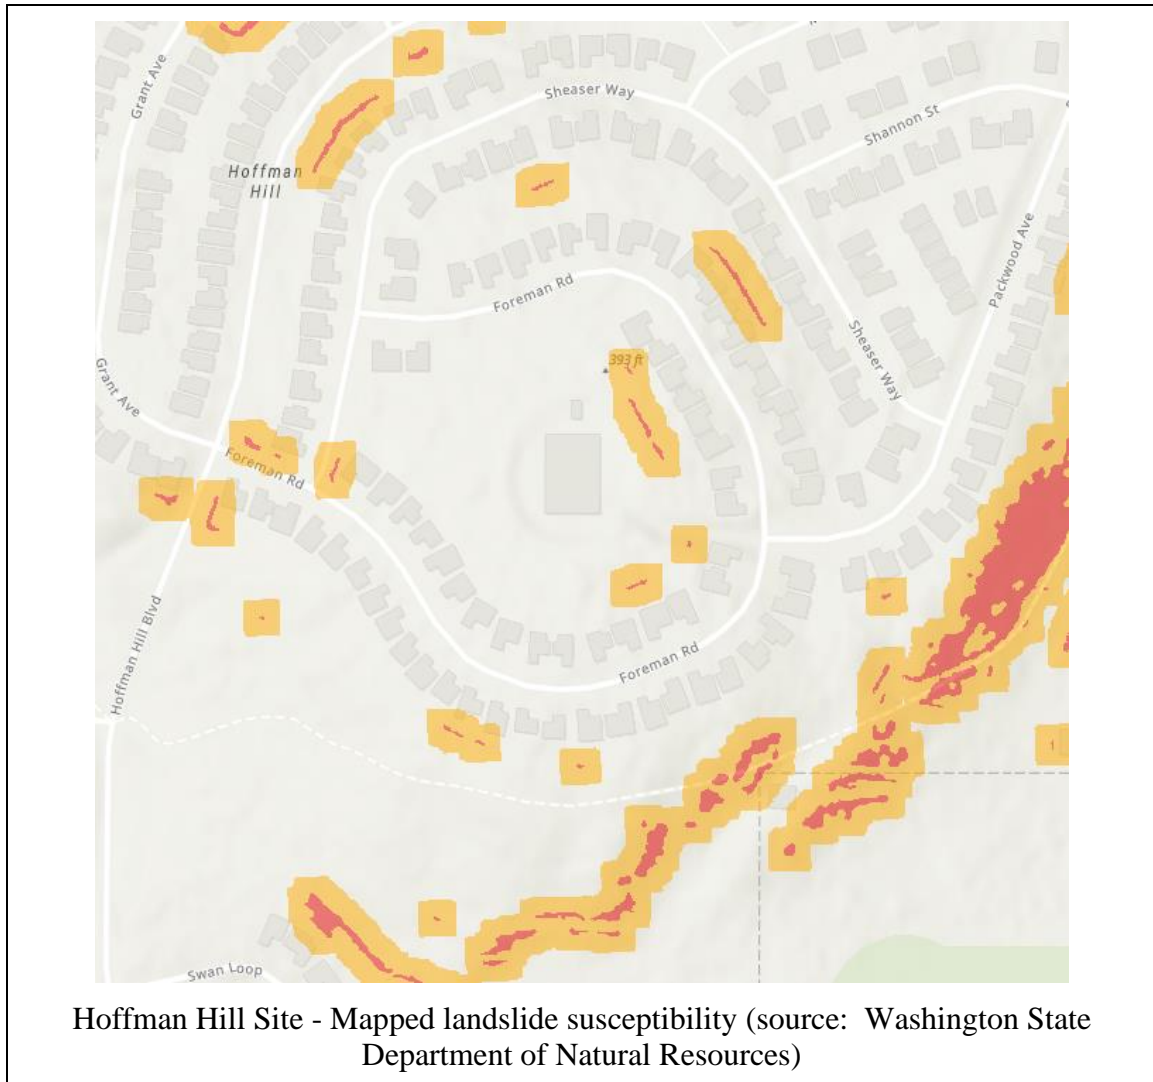 Grant Ave
Sheaser Way
Shannon St
Hoffman
Hill
Packwood Ave
Foreman Rd
Sheaser Way
393 ft
Grant Ave
Foreman Rd
Hoffman Hill Blvd
Foreman Rd
Swan Loop
Hoffman Hill Site - Mapped landslide susceptibility (source:  Washington State
Department of Natural Resources)